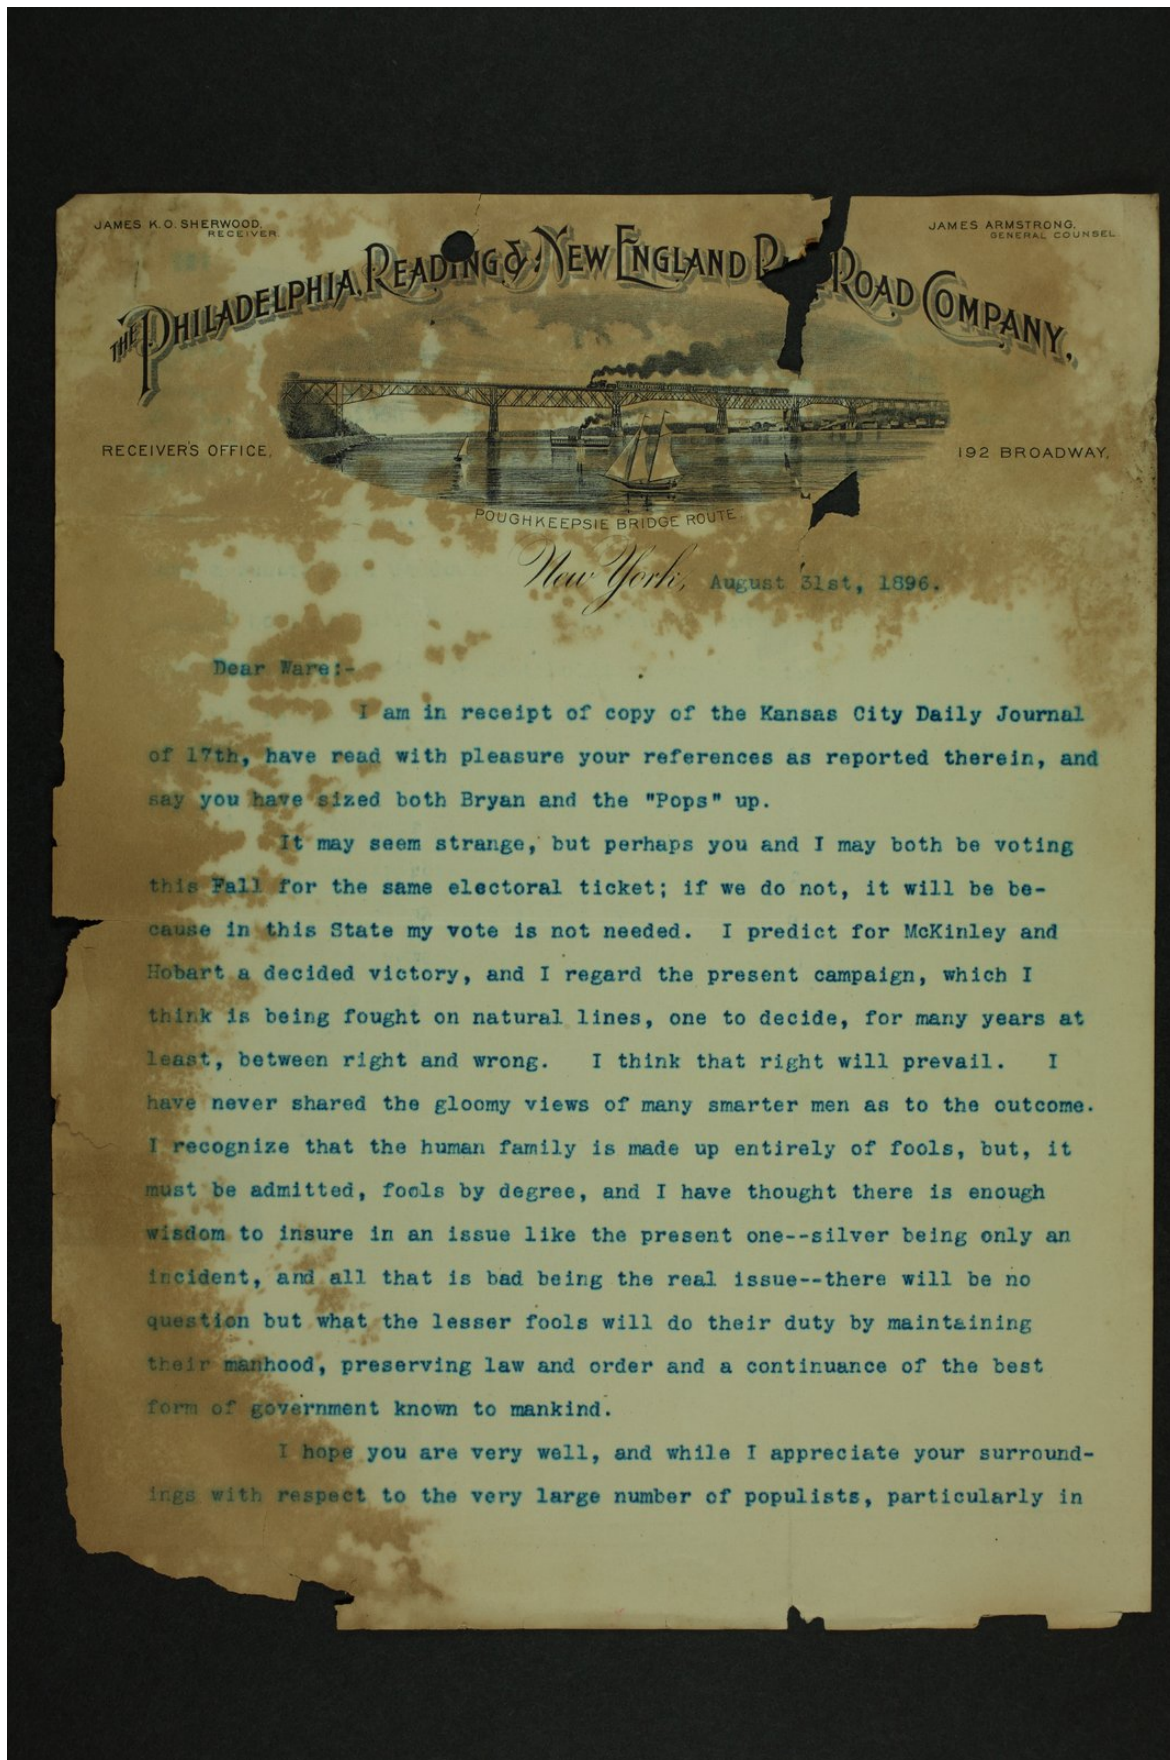 JAMES K. O. SHERWOOD,
RECEIVER.
JAMES ARMSTRONG,
GENERAL COUNSEL.
THE PHILADELPHIA, READING & NEW ENGLAND RAILROAD COMPANY.
RECEIVER'S OFFICE,
192 BROADWAY,
POUGHKEEPSIE BRIDGE ROUTE.
New York, August 31st, 1896.
Dear Ware:-
I am in receipt of copy of the Kansas City Daily Journal
of 17th, have read with pleasure your references as reported therein, and
say you have sized both Bryan and the "Pops" up.
It may seem strange, but perhaps you and I may both be voting
this Fall for the same electoral ticket; if we do not, it will be be-
cause in this State my vote is not needed. I predict for McKinley and
Hobart a decided victory, and I regard the present campaign, which I
think is being fought on natural lines, one to decide, for many years at
least, between right and wrong. I think that right will prevail. I
have never shared the gloomy views of many smarter men as to the outcome.
I recognize that the human family is made up entirely of fools, but, it
must be admitted, fools by degree, and I have thought there is enough
wisdom to insure in an issue like the present one--silver being only an
incident, and all that is bad being the real issue--there will be no
question but what the lesser fools will do their duty by maintaining
their manhood, preserving law and order and a continuance of the best
form of government known to mankind.
I hope you are very well, and while I appreciate your surround-
ings with respect to the very large number of populists, particularly in